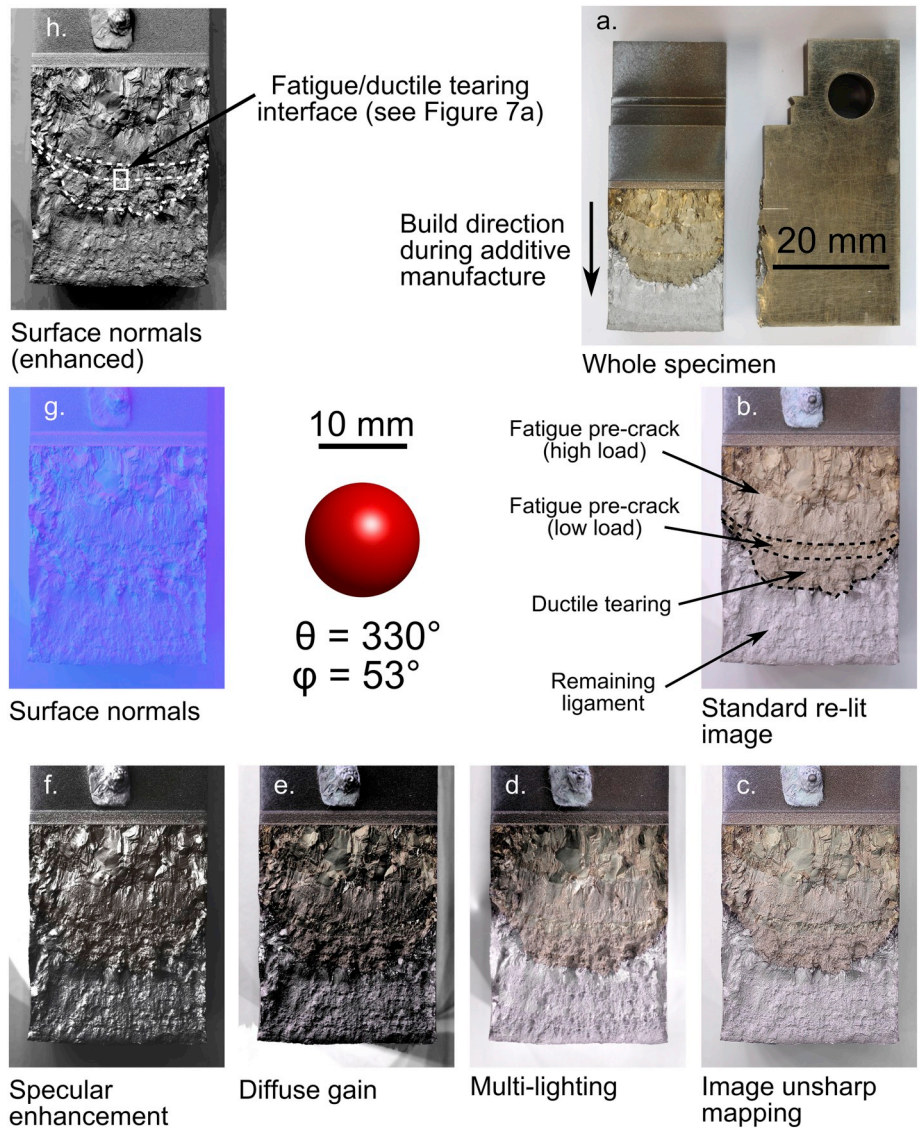 h.
Fatigue/ductile tearing
interface (see Figure 7a)
Surface normals
(enhanced)
a.
Build direction
during additive
manufacture
20 mm
Whole specimen
g.
Surface normals
10 mm
θ = 330°
φ = 53°
b.
Fatigue pre-crack
(high load)
Fatigue pre-crack
(low load)
Ductile tearing
Remaining
ligament
Standard re-lit
image
f.
Specular
enhancement
e.
Diffuse gain
d.
Multi-lighting
c.
Image unsharp
mapping